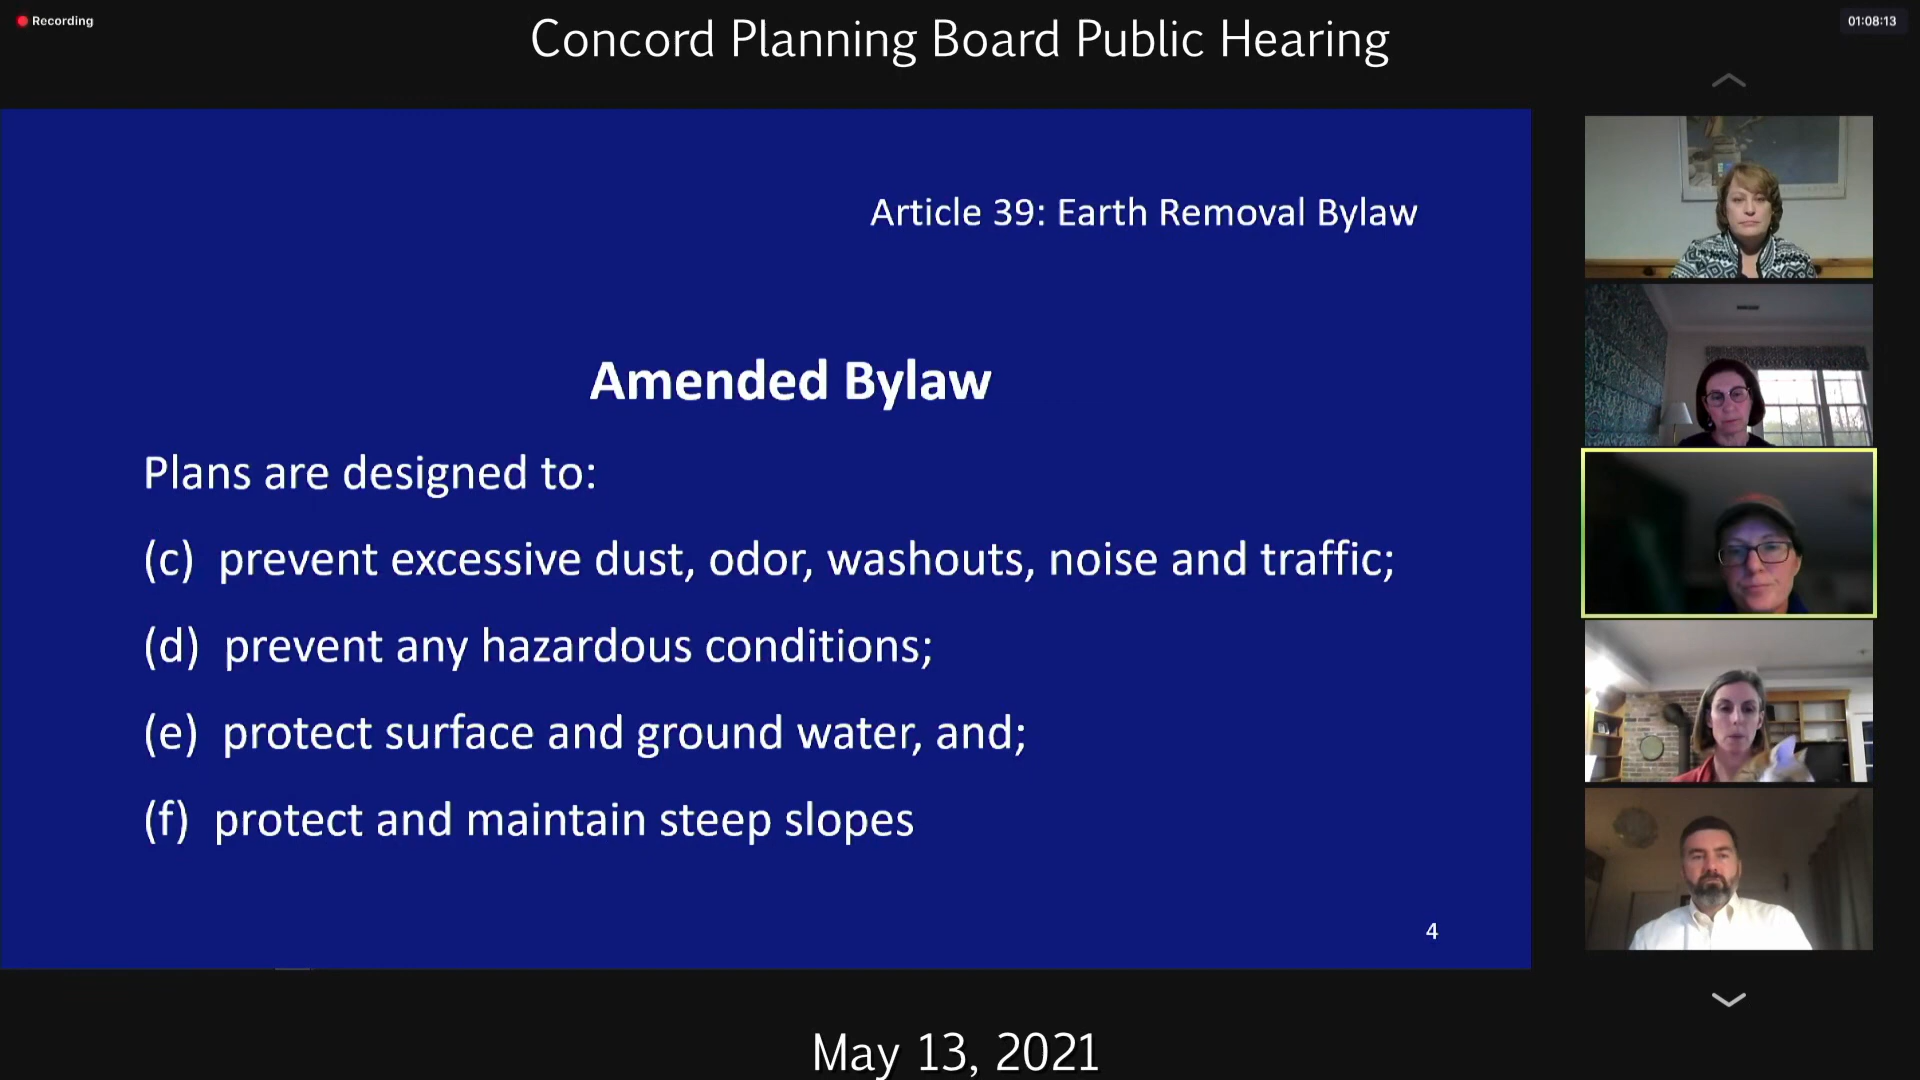 Recording
01:08:13
Concord Planning Board Public Hearing
Article 39: Earth Removal Bylaw
Amended Bylaw
Plans are designed to:
(c) prevent excessive dust, odor, washouts, noise and traffic;
(d) prevent any hazardous conditions;
(e) protect surface and ground water, and;
(f) protect and maintain steep slopes
4
May 13, 2021